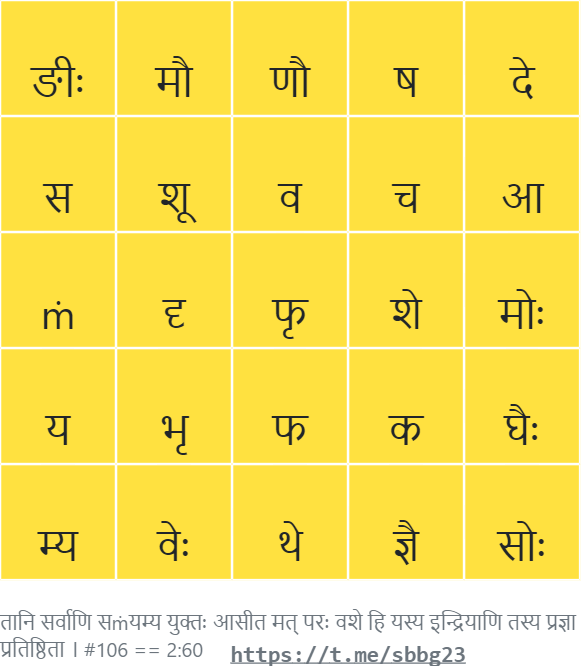 ङीः मौ णौ ष दे
स शू व च आ
ṁ दृ फृ शे मोः
य भृ फ क घैः
म्य वेः थे ज्ञै सोः
तानि सर्वाणि सṁयम्य युक्तः आसीत मत् परः वशे हि यस्य इन्द्रियाणि तस्य प्रज्ञा
प्रतिष्ठिता । #106 == 2:60 https://t.me/sbbg23